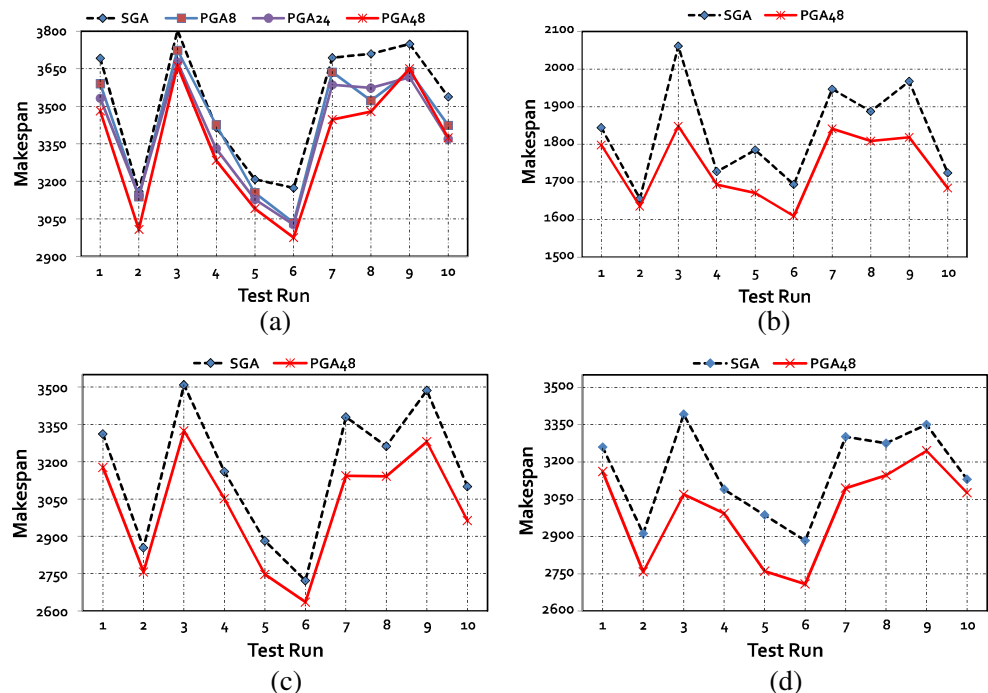 SGA PGA8 PGA24 PGA48
3800
3650
3500
3350
3200
3050
2900
Makespan
1 2 3 4 5 6 7 8 9 10
Test Run
(a)
SGA PGA48
2100
2000
1900
1800
1700
1600
1500
Makespan
1 2 3 4 5 6 7 8 9 10
Test Run
(b)
SGA PGA48
3500
3350
3200
3050
2900
2750
2600
Makespan
1 2 3 4 5 6 7 8 9 10
Test Run
(c)
SGA PGA48
3500
3350
3200
3050
2900
2750
2600
Makespan
1 2 3 4 5 6 7 8 9 10
Test Run
(d)